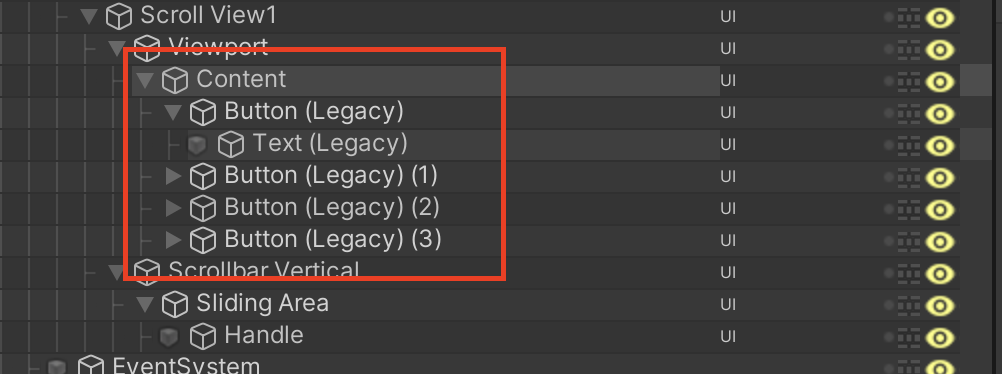 Scroll View1 UI
Viewport UI
Content UI
Button (Legacy) UI
Text (Legacy) UI
Button (Legacy) (1) UI
Button (Legacy) (2) UI
Button (Legacy) (3) UI
Scrollbar Vertical UI
Sliding Area UI
Handle UI
EventSystem